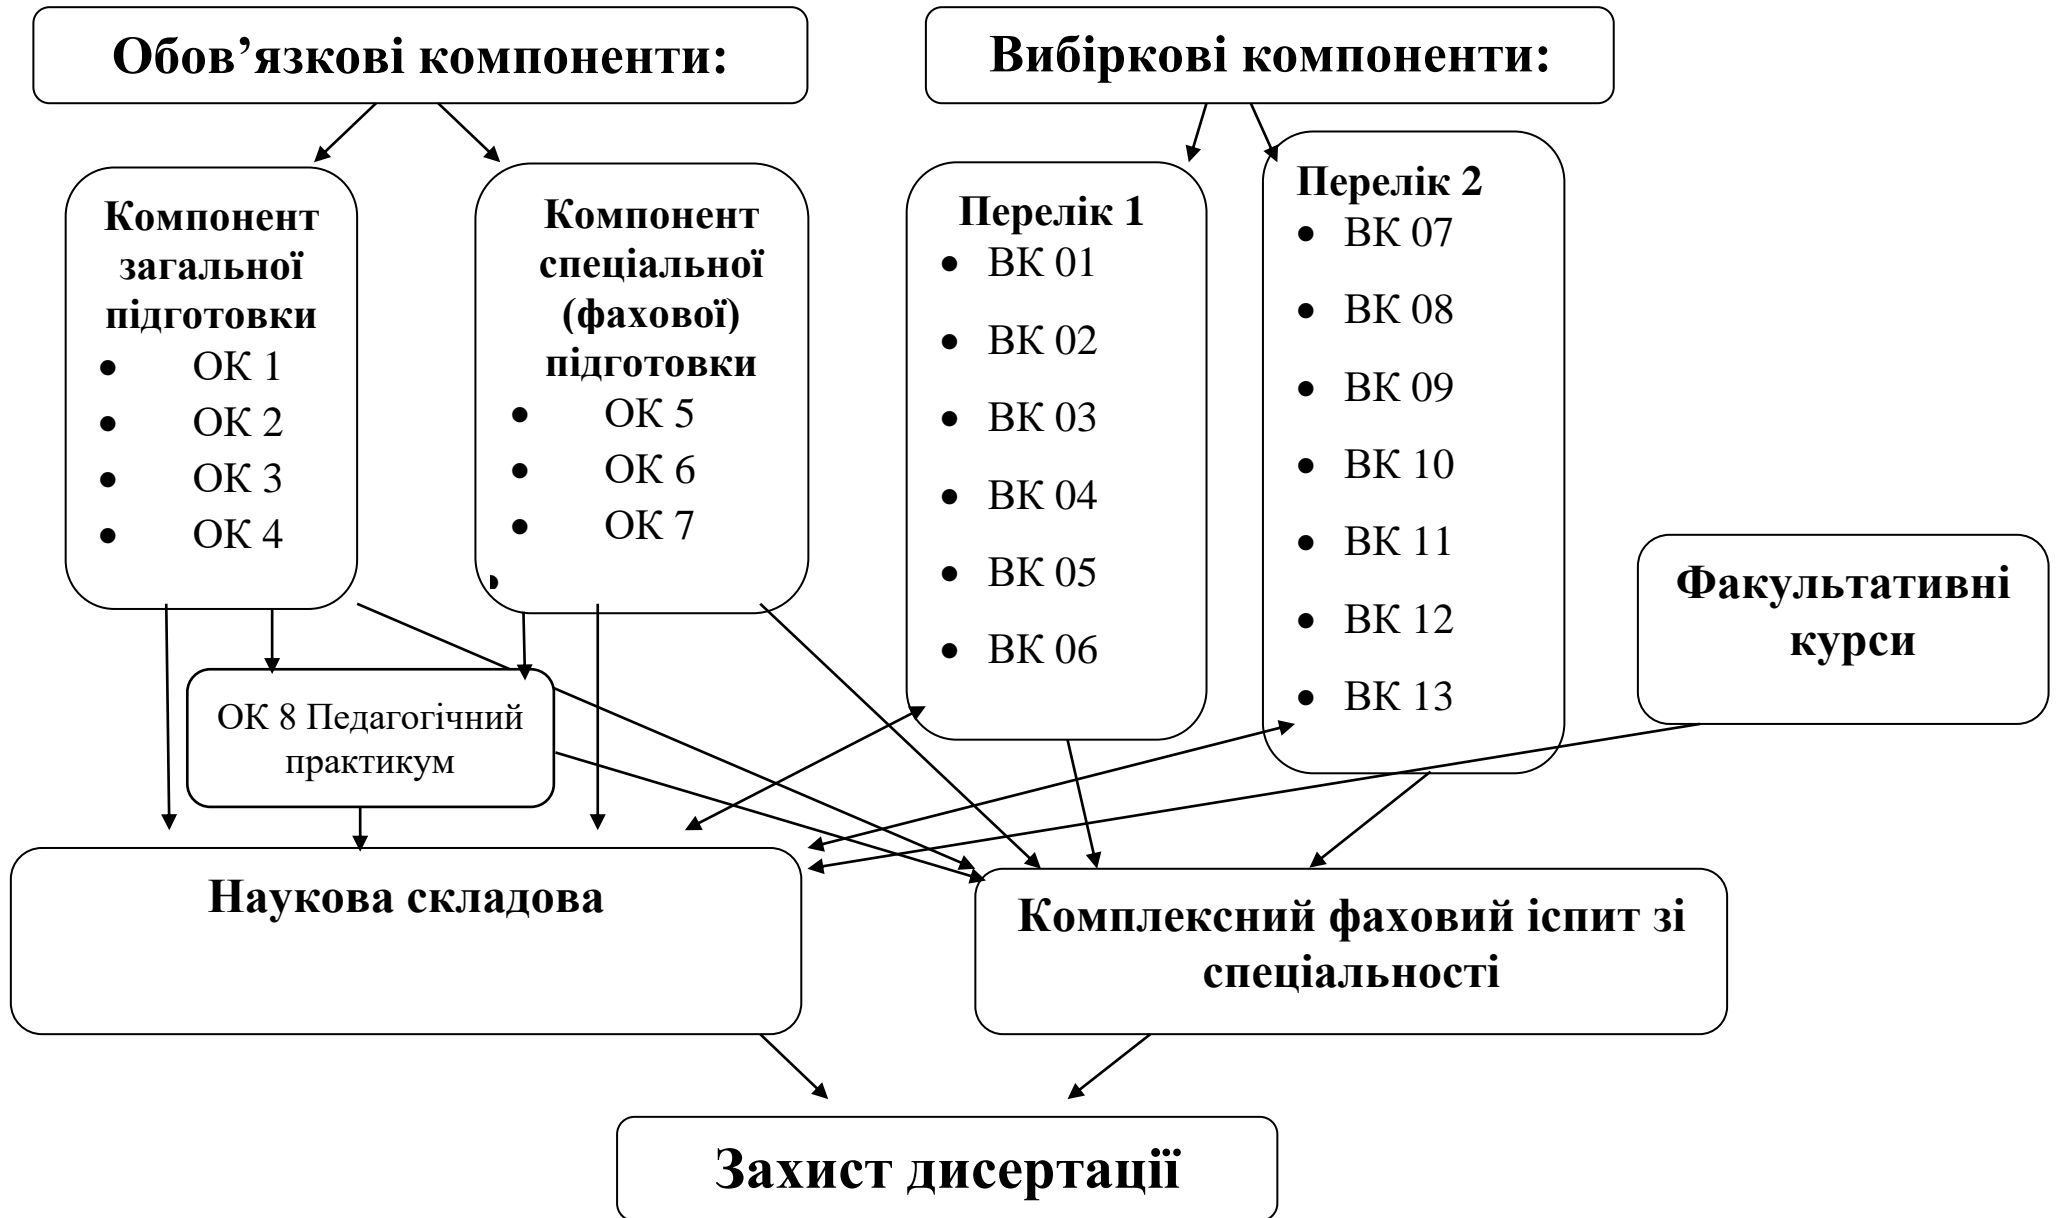 Обов’язкові компоненти:
Вибіркові компоненти:
Компонент
загальної
підготовки
• ОК 1
• ОК 2
• ОК 3
• ОК 4
Компонент
спеціальної
(фахової)
підготовки
• ОК 5
• ОК 6
• ОК 7
•
Перелік 1
• ВК 01
• ВК 02
• ВК 03
• ВК 04
• ВК 05
• ВК 06
Перелік 2
• ВК 07
• ВК 08
• ВК 09
• ВК 10
• ВК 11
• ВК 12
• ВК 13
Факультативні
курси
ОК 8 Педагогічний
практикум
Наукова складова
Комплексний фаховий іспит зі
спеціальності
Захист дисертації